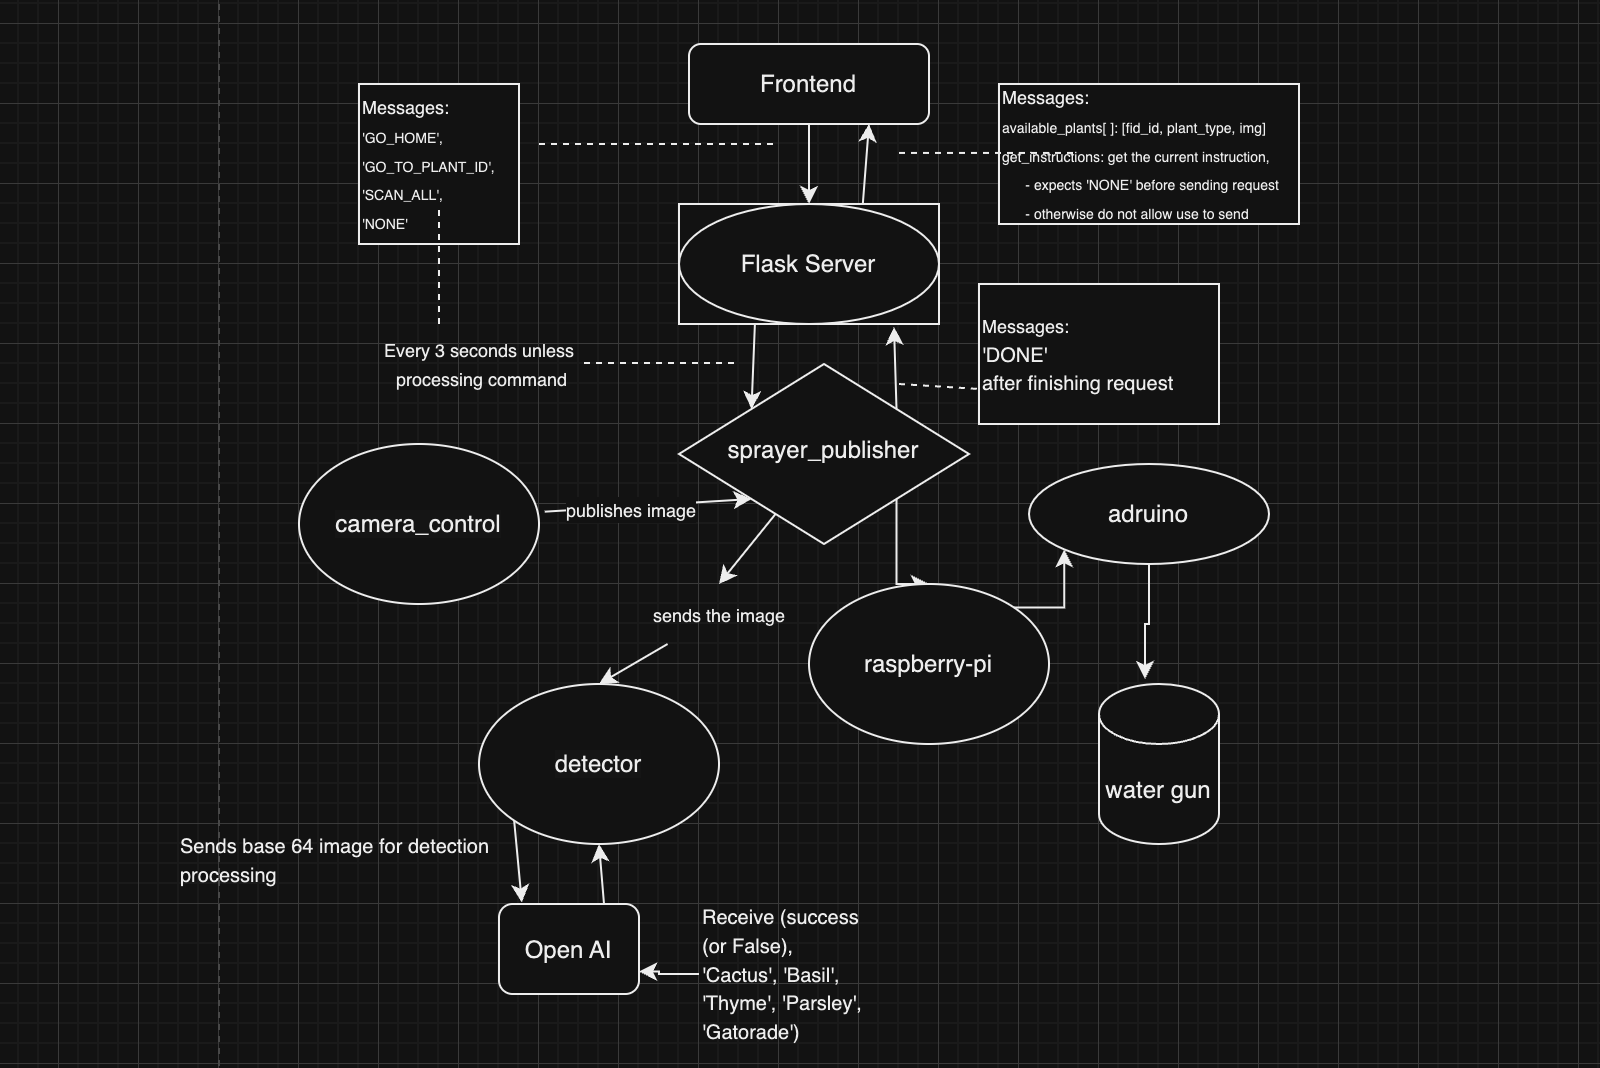 Frontend
Messages:
'GO_HOME',
'GO_TO_PLANT_ID',
'SCAN_ALL',
'NONE'
Messages:
available_plants[ ]: [fid_id, plant_type, img]
get_instructions: get the current instruction,
- expects 'NONE' before sending request
- otherwise do not allow use to send
Flask Server
Messages:
'DONE'
after finishing request
Every 3 seconds unless
processing command
sprayer_publisher
camera_control
publishes image
adruino
sends the image
raspberry-pi
detector
water gun
Sends base 64 image for detection
processing
Open AI
Receive (success
(or False),
'Cactus', 'Basil',
'Thyme', 'Parsley',
'Gatorade')